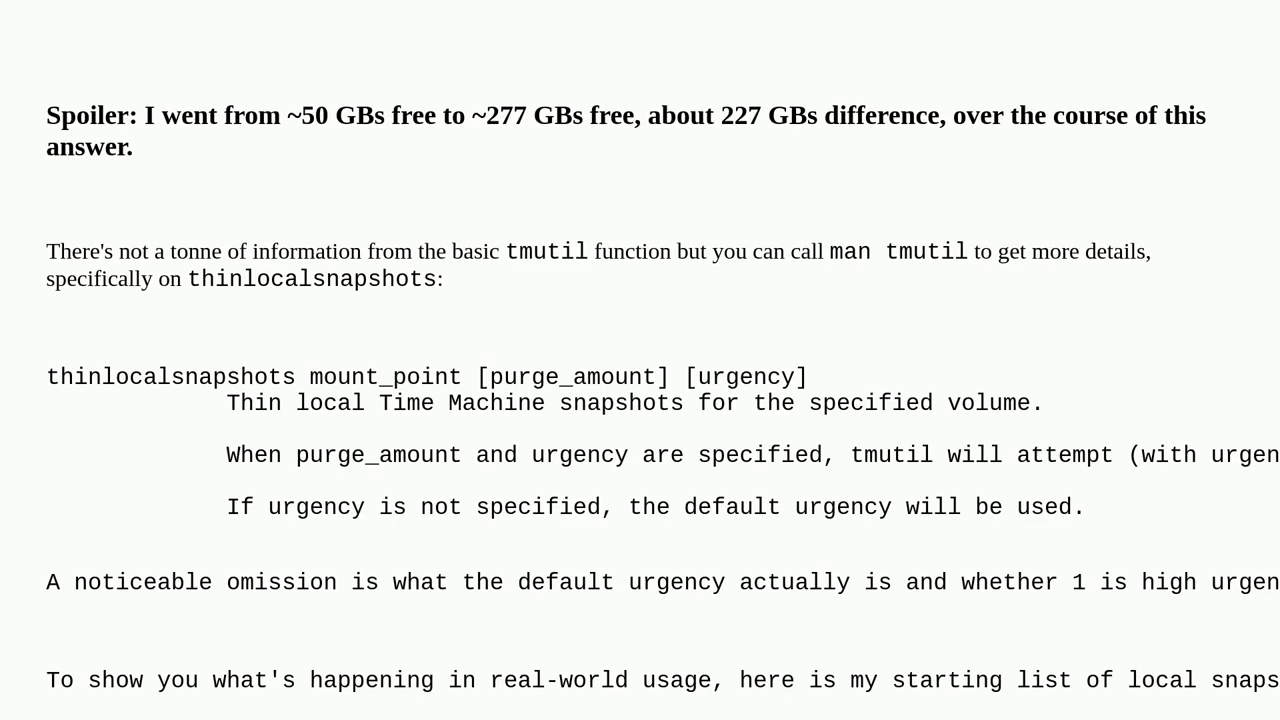 Spoiler: I went from ~50 GBs free to ~277 GBs free, about 227 GBs difference, over the course of this
answer.
There's not a tonne of information from the basic tmutil function but you can call man tmutil to get more details,
specifically on thinlocalsnapshots:
thinlocalsnapshots mount_point [purge_amount] [urgency]
Thin local Time Machine snapshots for the specified volume.
When purge_amount and urgency are specified, tmutil will attempt (with urgen
If urgency is not specified, the default urgency will be used.
A noticeable omission is what the default urgency actually is and whether 1 is high urgen
To show you what's happening in real-world usage, here is my starting list of local snaps